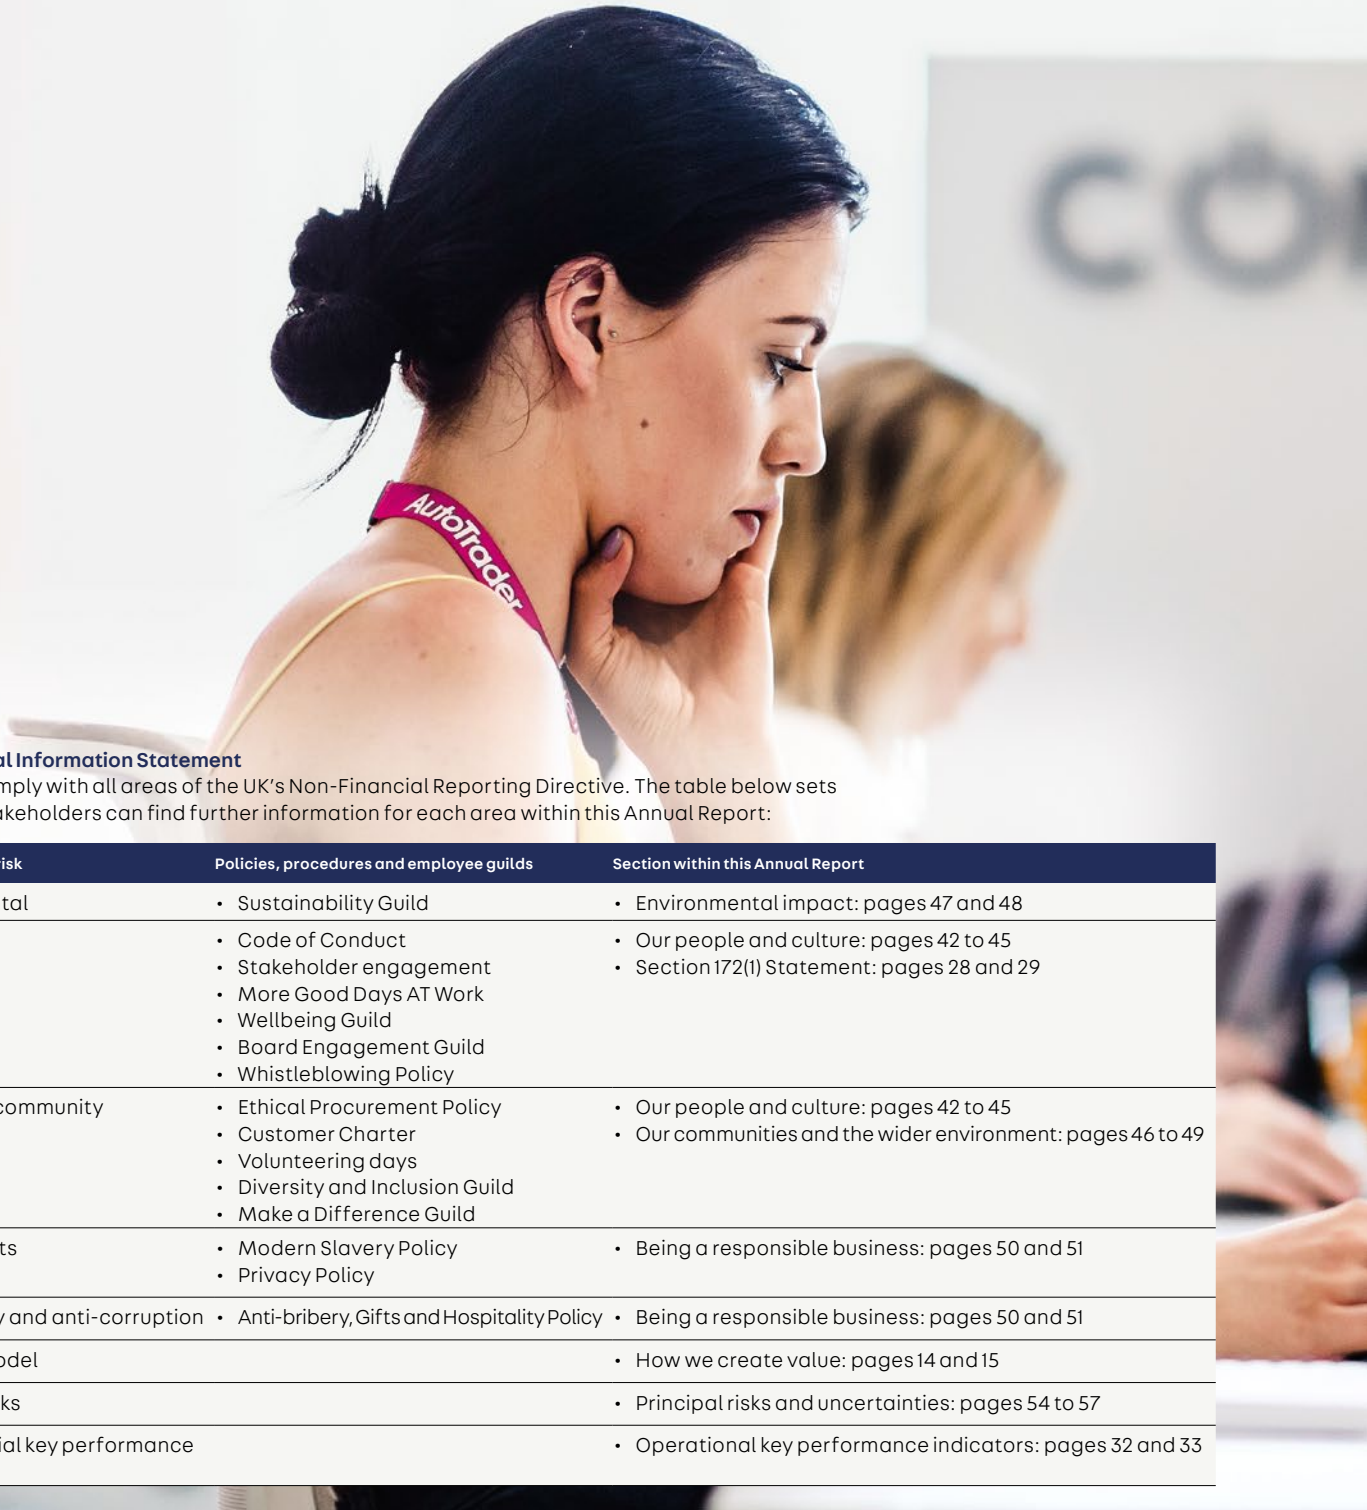 AutoTrader
al Information Statement
mply with all areas of the UK's Non-Financial Reporting Directive. The table below sets
akeholders can find further information for each area within this Annual Report:
risk Policies, procedures and employee guilds Section within this Annual Report
tal • Sustainability Guild • Environmental impact: pages 47 and 48
• Code of Conduct • Our people and culture: pages 42 to 45
• Stakeholder engagement • Section 172(1) Statement: pages 28 and 29
• More Good Days AT Work
• Wellbeing Guild
• Board Engagement Guild
• Whistleblowing Policy
community • Ethical Procurement Policy • Our people and culture: pages 42 to 45
• Customer Charter • Our communities and the wider environment: pages 46 to 49
• Volunteering days
• Diversity and Inclusion Guild
• Make a Difference Guild
ts • Modern Slavery Policy • Being a responsible business: pages 50 and 51
• Privacy Policy
y and anti-corruption • Anti-bribery, Gifts and Hospitality Policy • Being a responsible business: pages 50 and 51
odel • How we create value: pages 14 and 15
ks • Principal risks and uncertainties: pages 54 to 57
ial key performance • Operational key performance indicators: pages 32 and 33